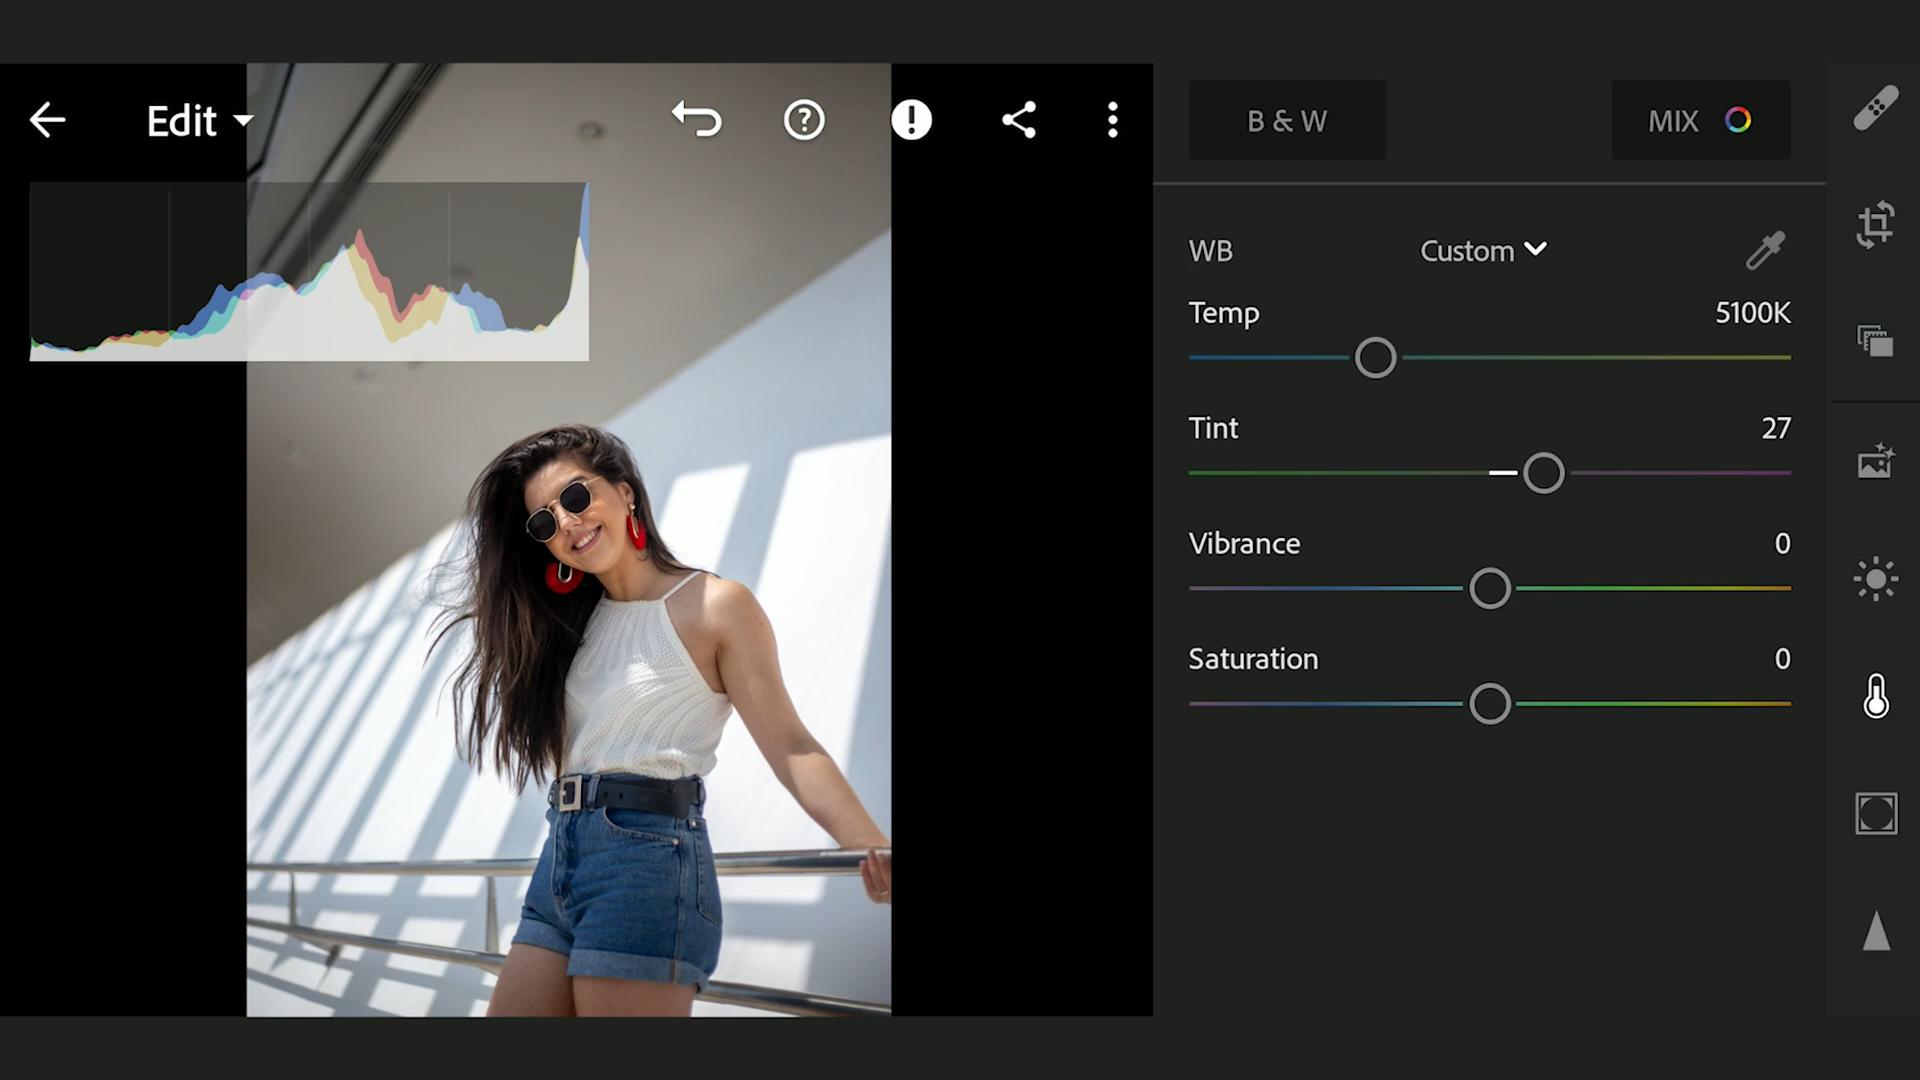 Edit
B & W
MIX
WB
Custom
Temp
5100K
Tint
27
Vibrance
0
Saturation
0